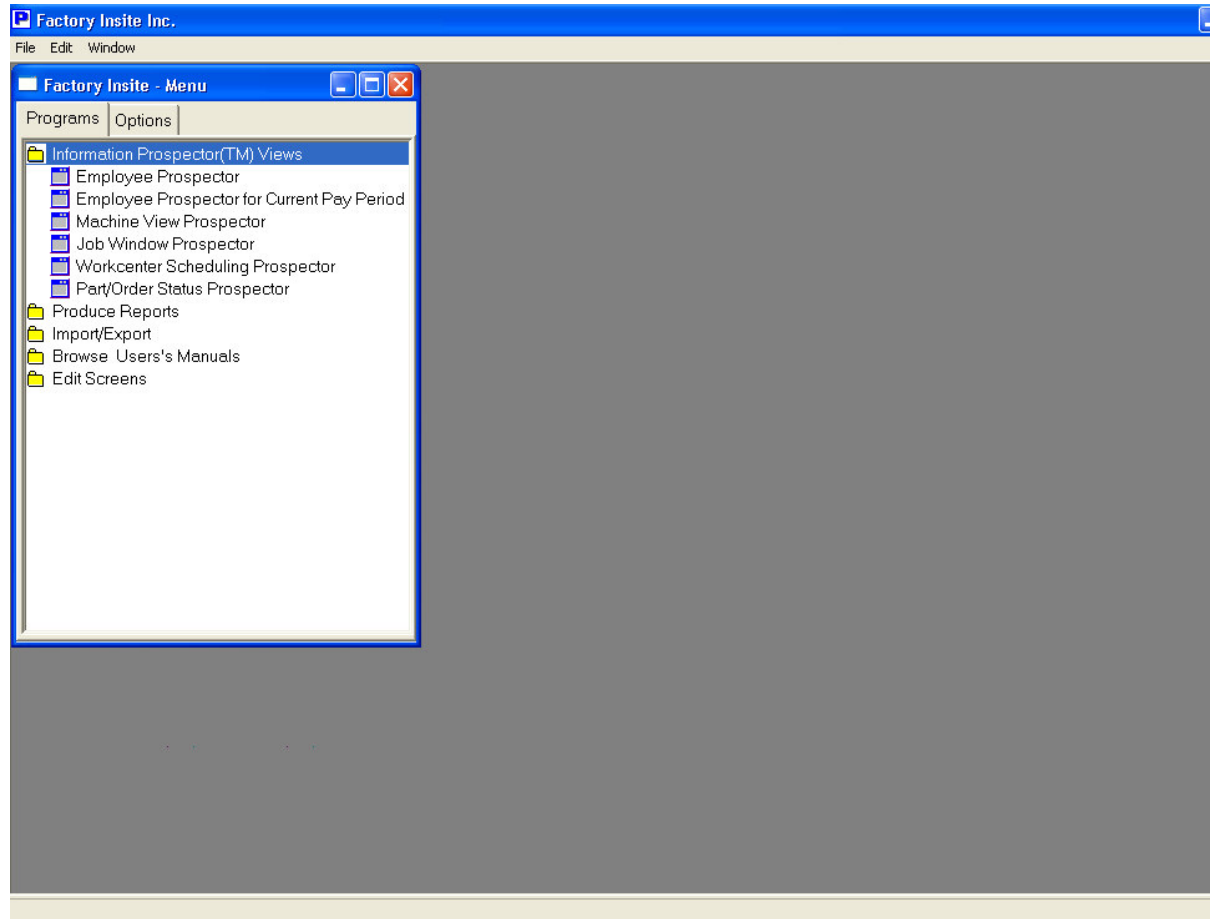 Factory Insite Inc.
File Edit Window
Factory Insite - Menu
Programs Options
Information Prospector(TM) Views
Employee Prospector
Employee Prospector for Current Pay Period
Machine View Prospector
Job Window Prospector
Workcenter Scheduling Prospector
Part/Order Status Prospector
Produce Reports
Import/Export
Browse Users's Manuals
Edit Screens